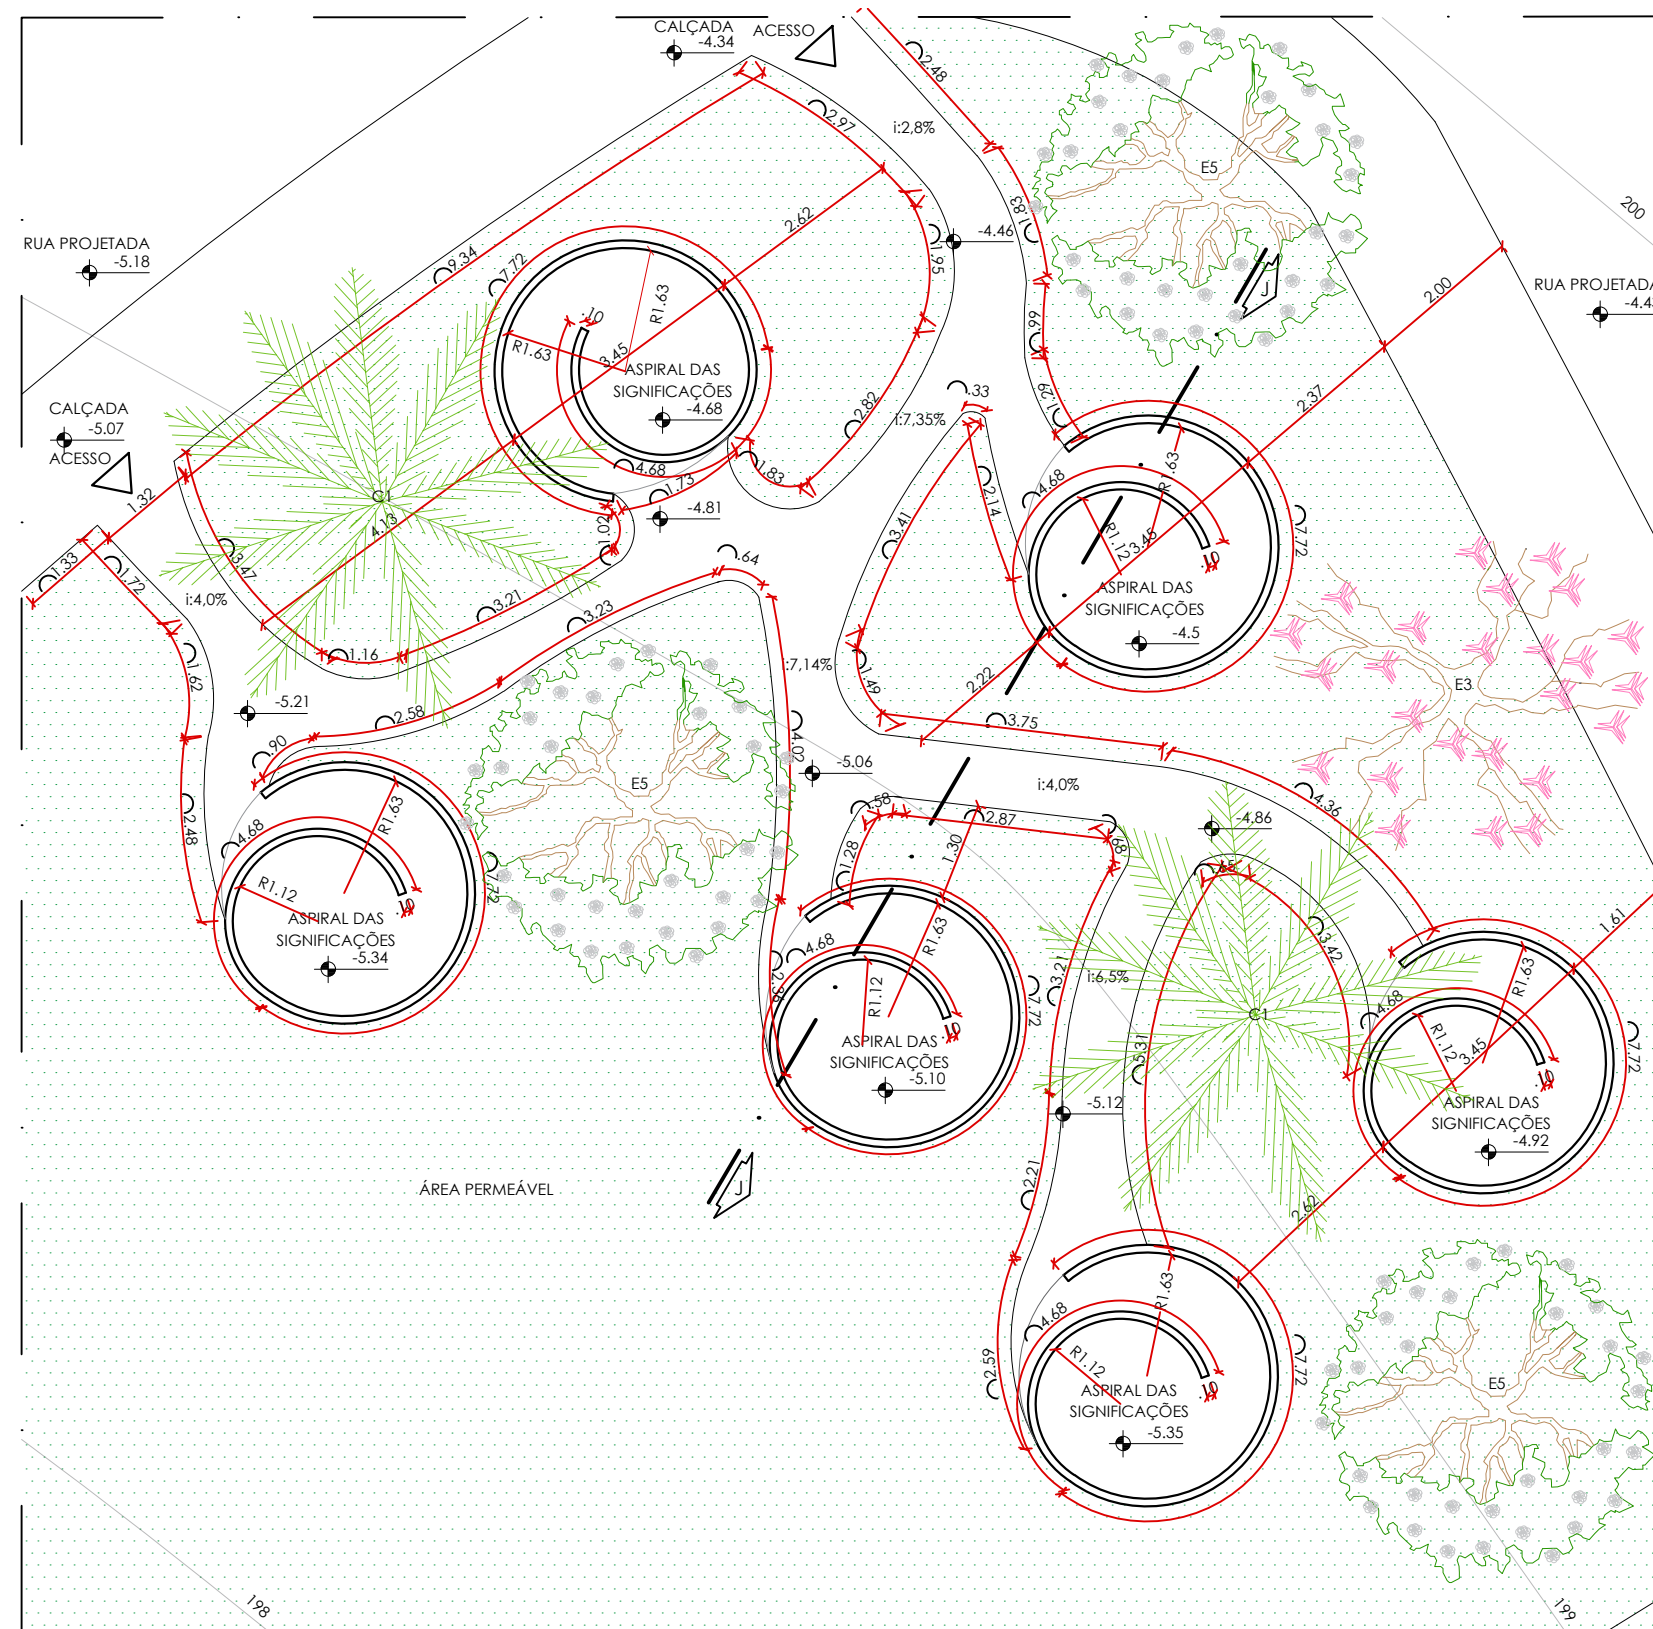 CALÇADA
-4.34
ACESSO
2.48
2.97
i:2,8%
E5
200
1.83
2.62
-4.46
1.95
RUA PROJETADA
-5.18
9.34
7.72
R1.63
.10
R1.63
3.45
ASPIRAL DAS
SIGNIFICAÇÕES
-4.68
J
2.00
RUA PROJETADA
.99
2.37
1.29
.33
2.82
i:7,35%
CALÇADA
-5.07
ACESSO
1.32
C1
4.13
4.68
1.73
1.83
-4.81
1.02
2.14
3.41
4.68
R1.63
R1.12
3.45
.10
7.72
ASPIRAL DAS
SIGNIFICAÇÕES
-4.5
1.33
1.72
3.47
i:4,0%
3.21
1.16
3.23
.64
i:7,14%
1.49
2.22
3.75
E3
1.62
-5.21
2.58
.90
E5
4.02
-5.06
i:4,0%
4.36
2.48
4.68
R1.63
R1.12
.10
7.72
ASPIRAL DAS
SIGNIFICAÇÕES
-5.34
.58
2.87
1.28
1.30
.68
-4.86
3.42
1.61
4.68
R1.63
R1.12
.10
7.72
ASPIRAL DAS
SIGNIFICAÇÕES
-5.10
3.21
i:6,5%
C1
5.31
-5.12
4.68
R1.63
R1.12
3.45
.10
7.72
ASPIRAL DAS
SIGNIFICAÇÕES
-4.92
ÁREA PERMEÁVEL
J
2.21
2.62
2.59
4.68
R1.63
R1.12
.10
7.72
ASPIRAL DAS
SIGNIFICAÇÕES
-5.35
E5
198
199